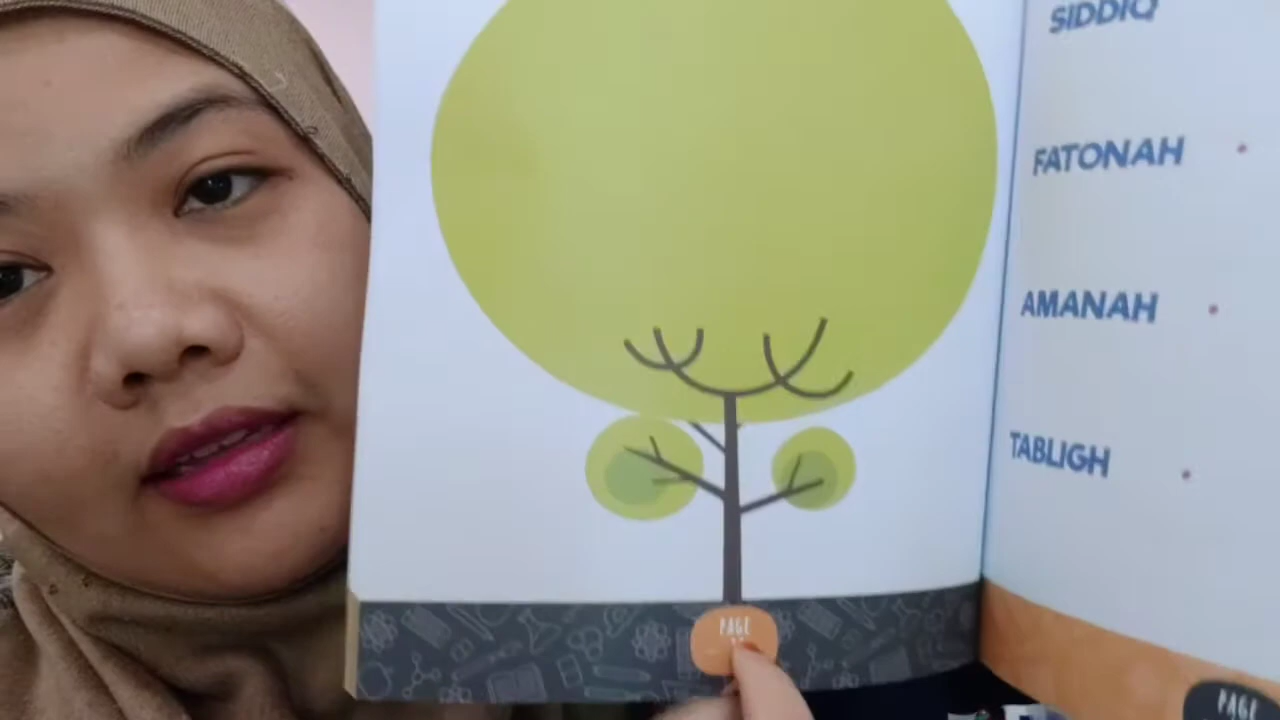 PAGE
SIDDIQ
FATONAH
AMANAH
TABLIGH
PAGE